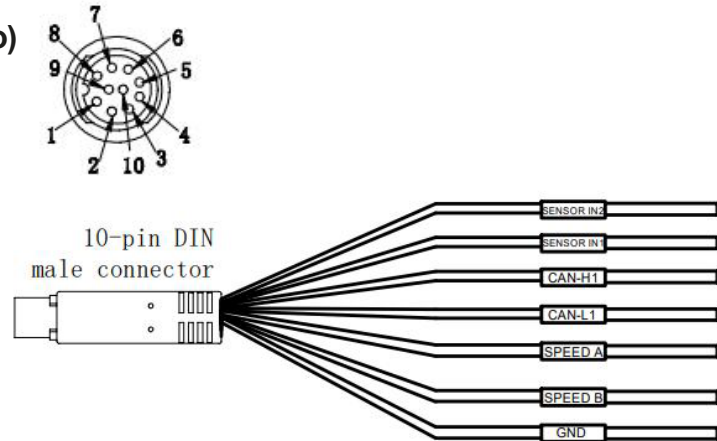 b)
7
8
6
9
5
1
4
2
10
3
10-pin DIN
male connector
SENSOR IN2
SENSOR IN1
CAN-H1
CAN-L1
SPEED A
SPEED B
GND